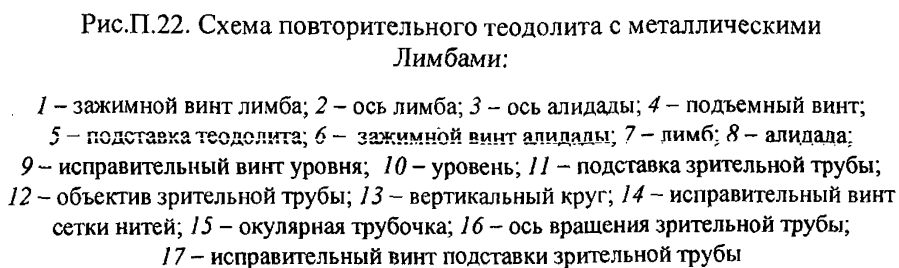 Рис.П.22. Схема повторительного теодолита с металлическими
Лимбами:
1 – зажимной винт лимба; 2 – ось лимба; 3 – ось алидады; 4 – подъемный винт;
5 – подставка теодолита; 6 – зажимной винт алидады; 7 – лимб; 8 – алидада;
9 – исправительный винт уровня; 10 – уровень; 11 – подставка зрительной трубы;
12 – объектив зрительной трубы; 13 – вертикальный круг; 14 – исправительный винт
сетки нитей; 15 – окулярная трубочка; 16 – ось вращения зрительной трубы;
17 – исправительный винт подставки зрительной трубы